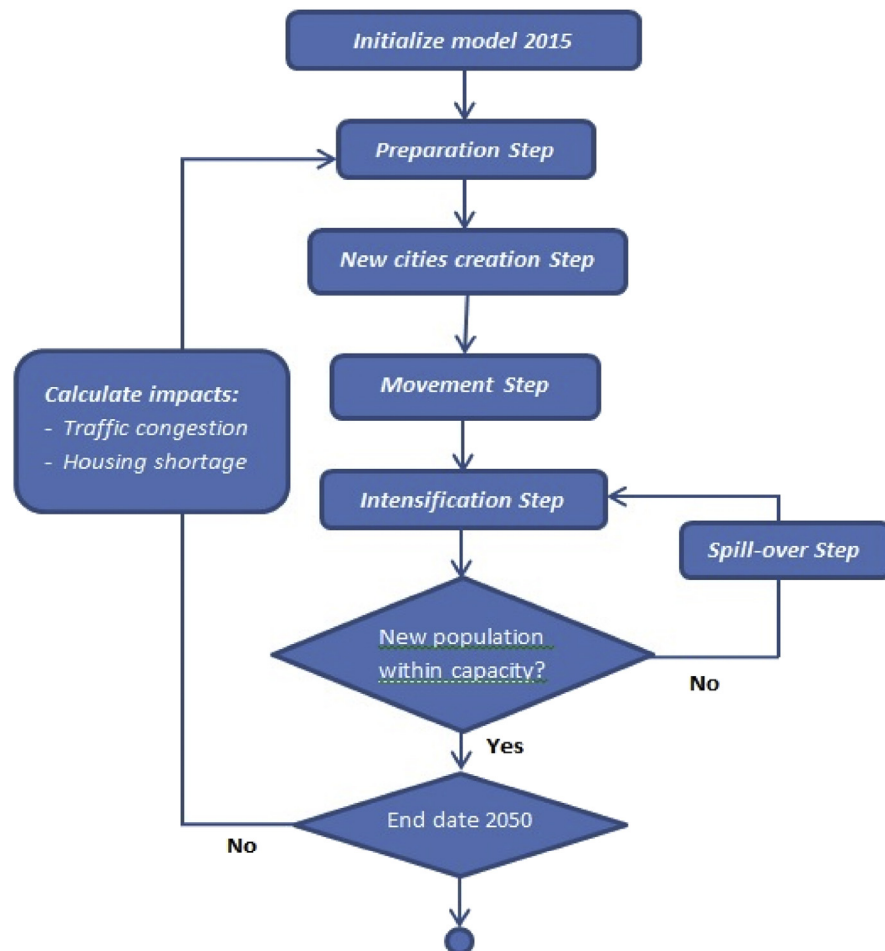 Initialize model 2015
Preparation Step
New cities creation Step
Movement Step
Calculate impacts:
- Traffic congestion
- Housing shortage
Intensification Step
Spill-over Step
New population
within capacity?
No
Yes
End date 2050
No